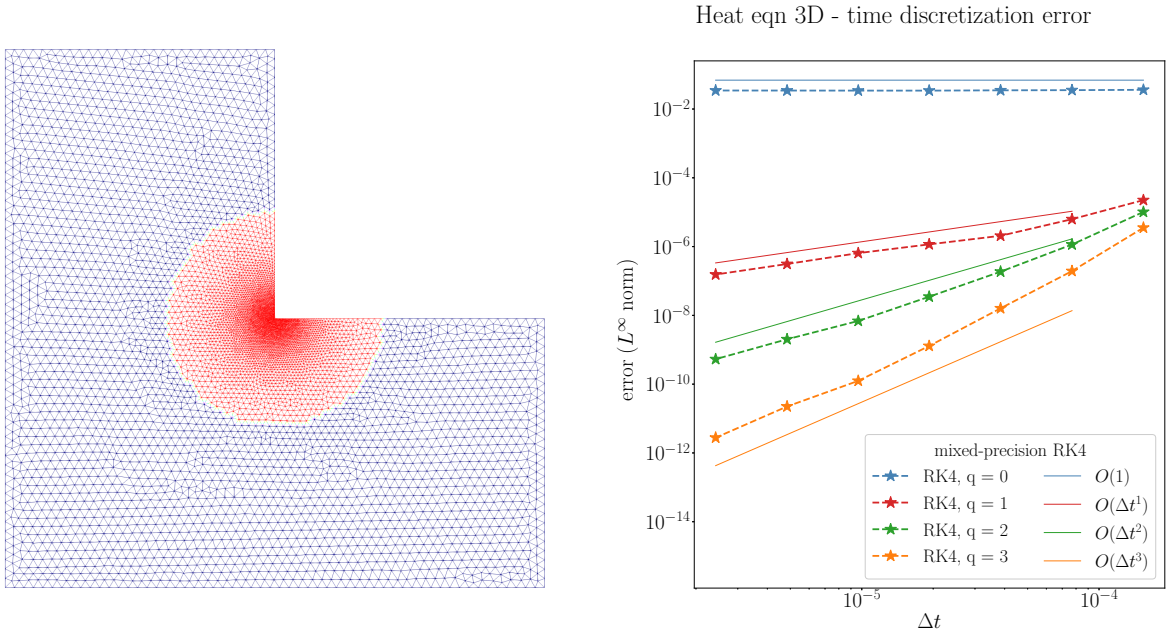 Heat eqn 3D - time discretization error
error (L^∞ norm)
10^-2
10^-4
10^-6
10^-8
10^-10
10^-12
10^-14
mixed-precision RK4
RK4, q = 0
RK4, q = 1
RK4, q = 2
RK4, q = 3
O(1)
O(Δt^1)
O(Δt^2)
O(Δt^3)
10^-5
10^-4
Δt